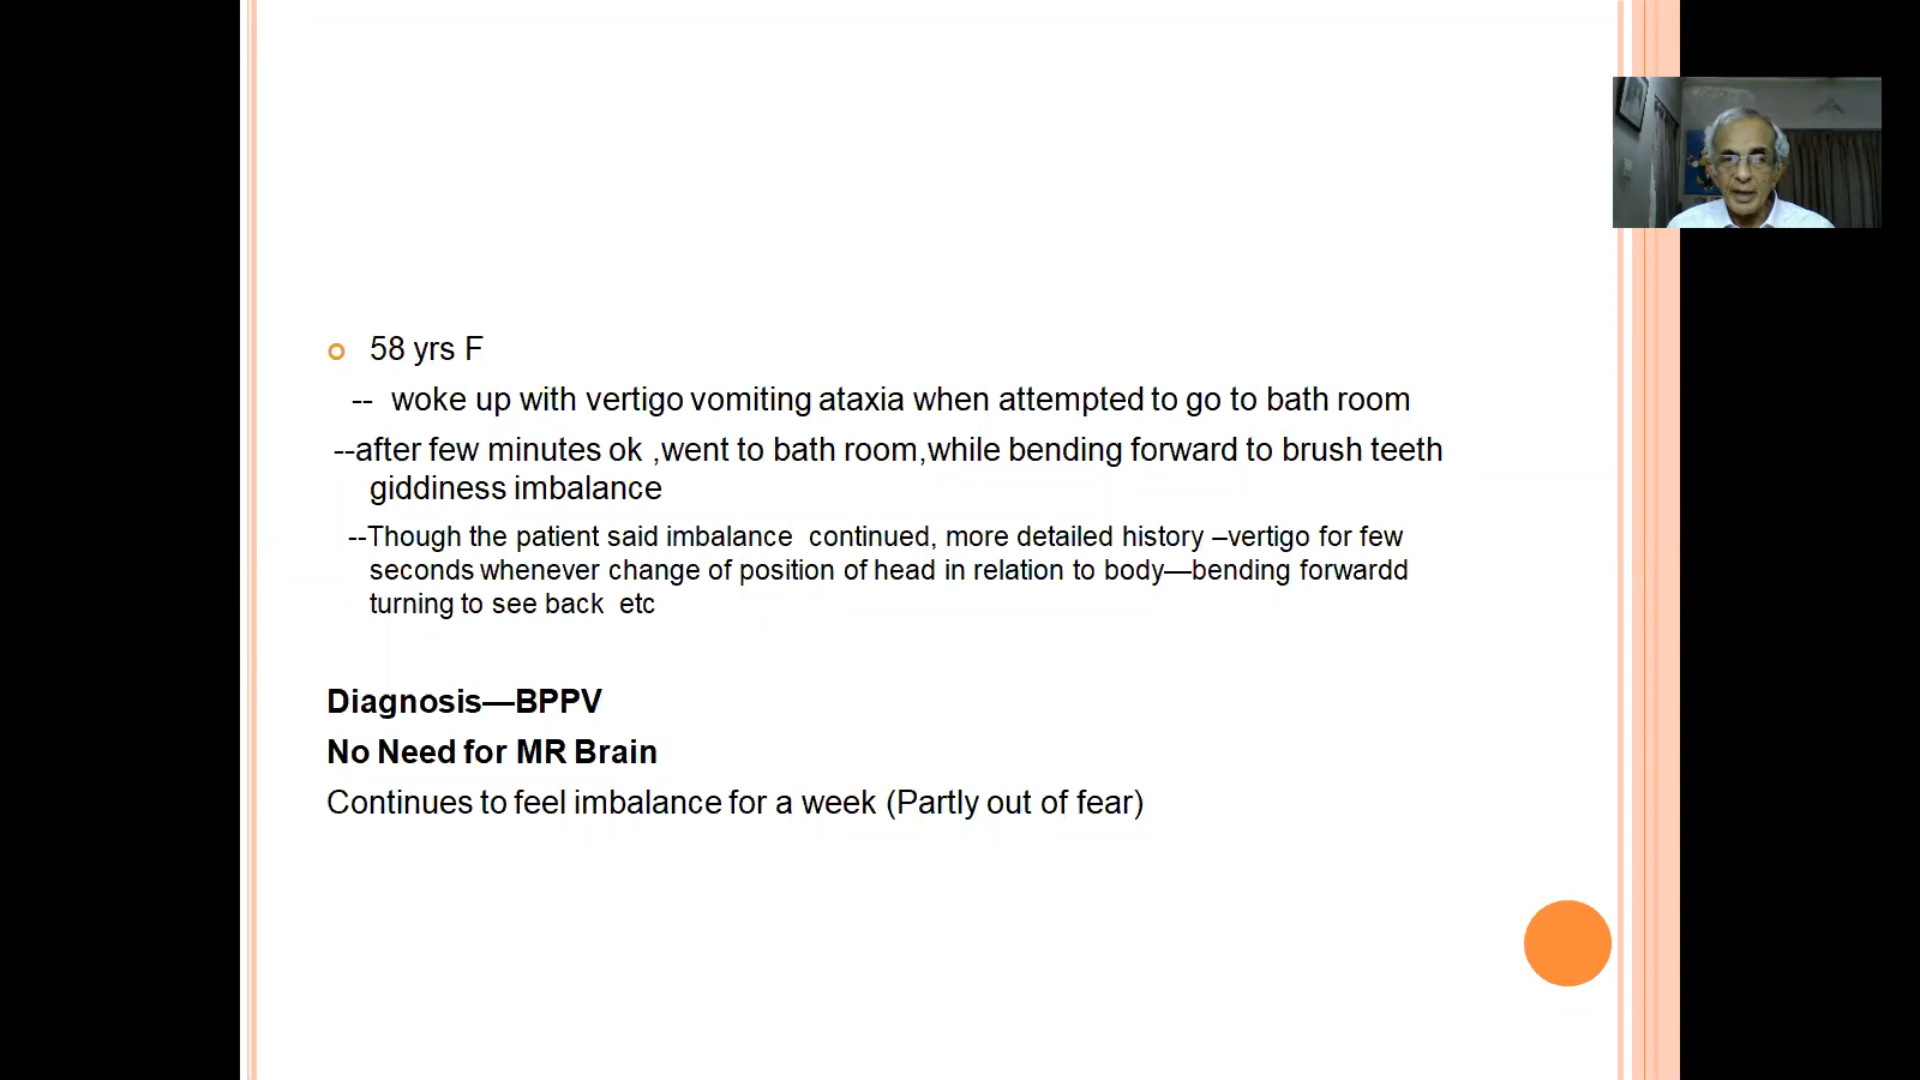 58 yrs F
-- woke up with vertigo vomiting ataxia when attempted to go to bath room
--after few minutes ok ,went to bath room,while bending forward to brush teeth
giddiness imbalance
--Though the patient said imbalance continued, more detailed history –vertigo for few
seconds whenever change of position of head in relation to body—bending forwardd
turning to see back etc
Diagnosis—BPPV
No Need for MR Brain
Continues to feel imbalance for a week (Partly out of fear)